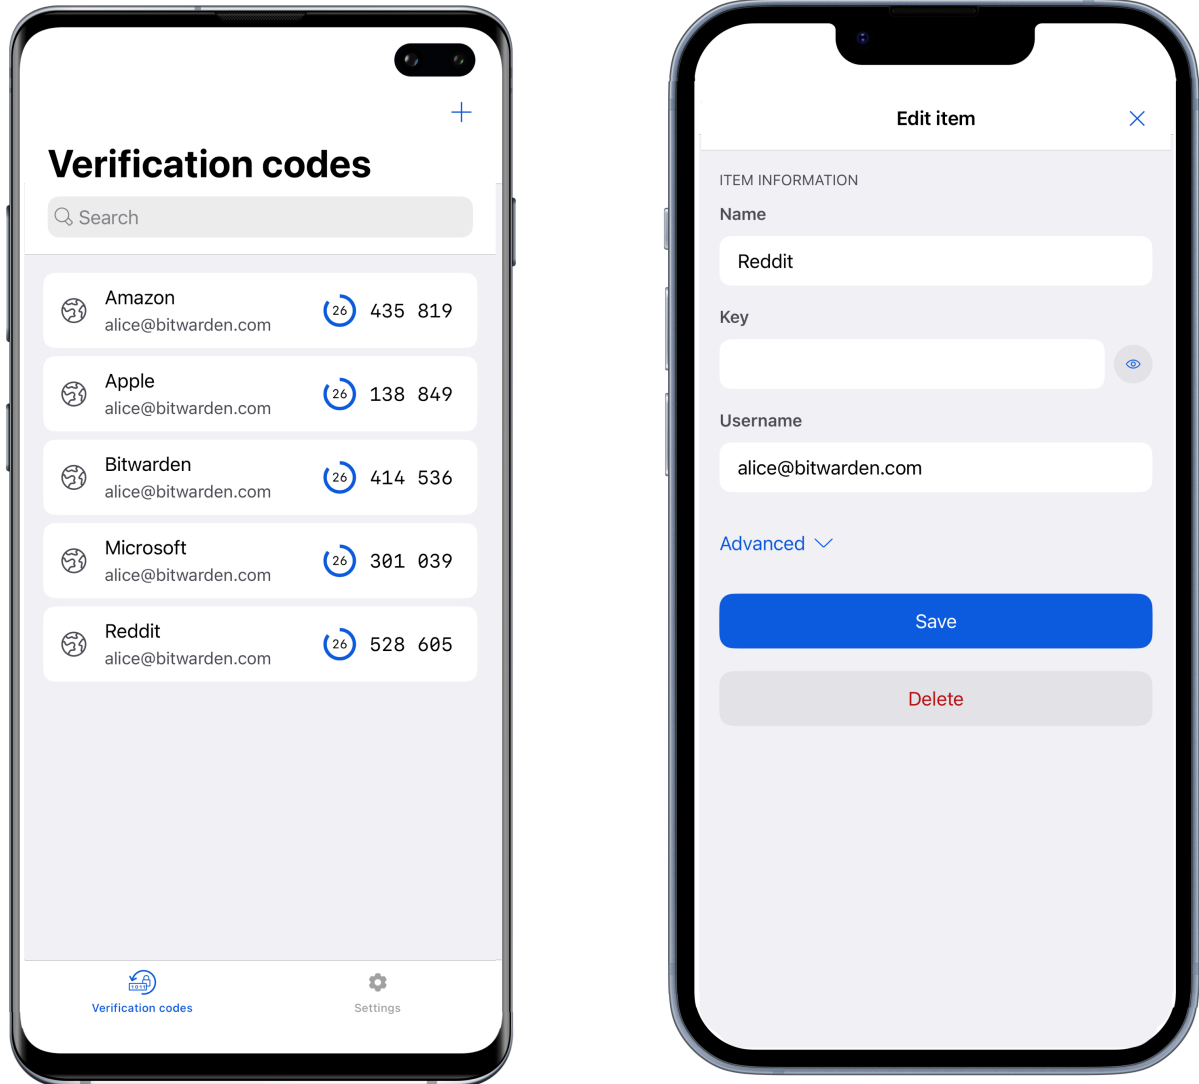 Verification codes
Search
Amazon
alice@bitwarden.com
26
435 819
Apple
alice@bitwarden.com
26
138 849
Bitwarden
alice@bitwarden.com
26
414 536
Microsoft
alice@bitwarden.com
26
301 039
Reddit
alice@bitwarden.com
26
528 605
1011
Verification codes
Settings
Edit item
ITEM INFORMATION
Name
Reddit
Key
Username
alice@bitwarden.com
Advanced
Save
Delete